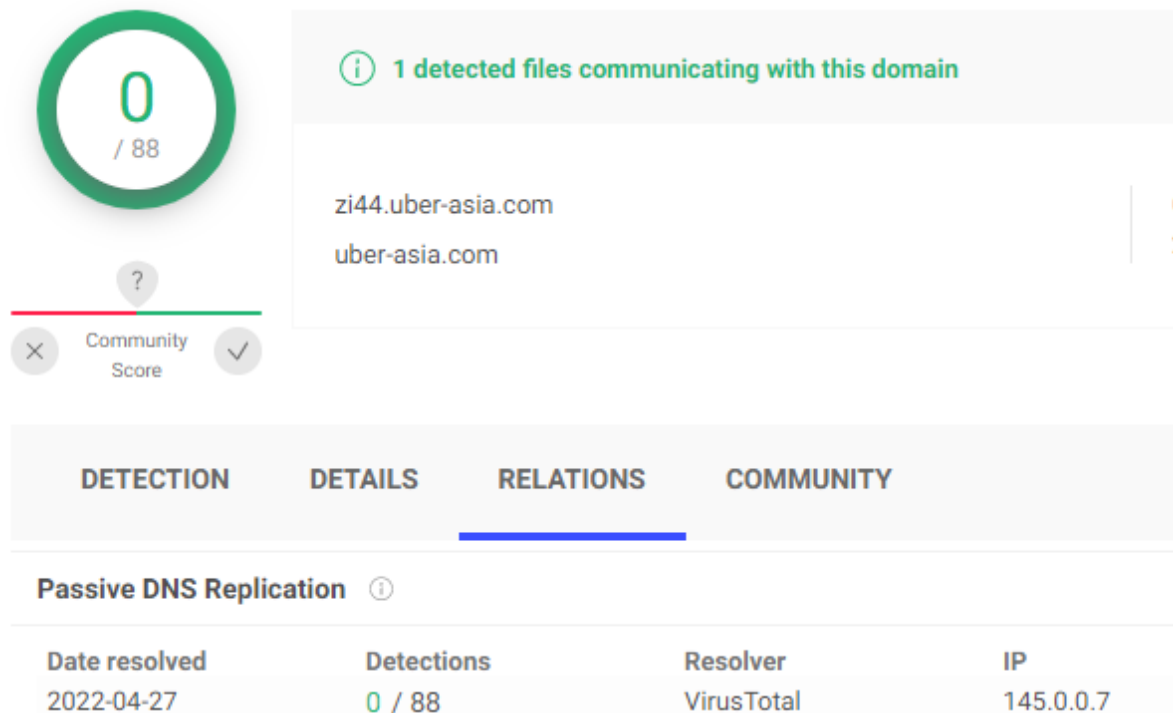 0
/ 88
1 detected files communicating with this domain
zi44.uber-asia.com
uber-asia.com
?
Community
Score
DETECTION DETAILS RELATIONS COMMUNITY
Passive DNS Replication
Date resolved Detections Resolver IP
2022-04-27 0 / 88 VirusTotal 145.0.0.7